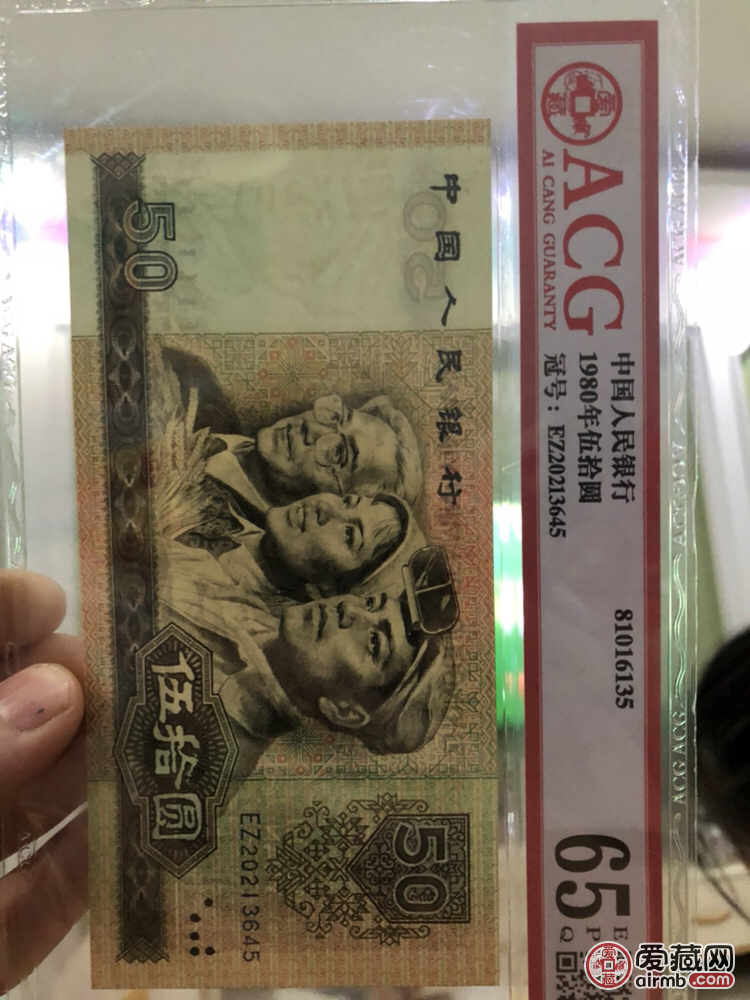 ACG
AI CANG GUARANTY
中国人民银行
1980年伍拾圆
冠号：EZ20213645
81016135
65
E
P
Q
中国人民银行
50
50
伍拾圆
EZ20213645
50
爱藏网
airmb.com